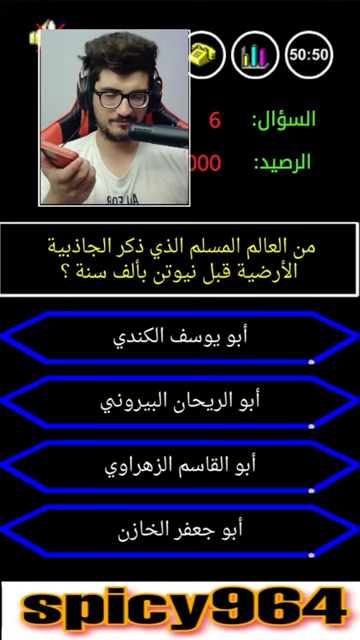 50:50
السؤال: 6
الرصيد: 000
من العالم المسلم الذي ذكر الجاذبية
الأرضية قبل نيوتن بألف سنة ؟
أبو يوسف الكندي
أبو الريحان البيروني
أبو القاسم الزهراوي
أبو جعفر الخازن
spicy964